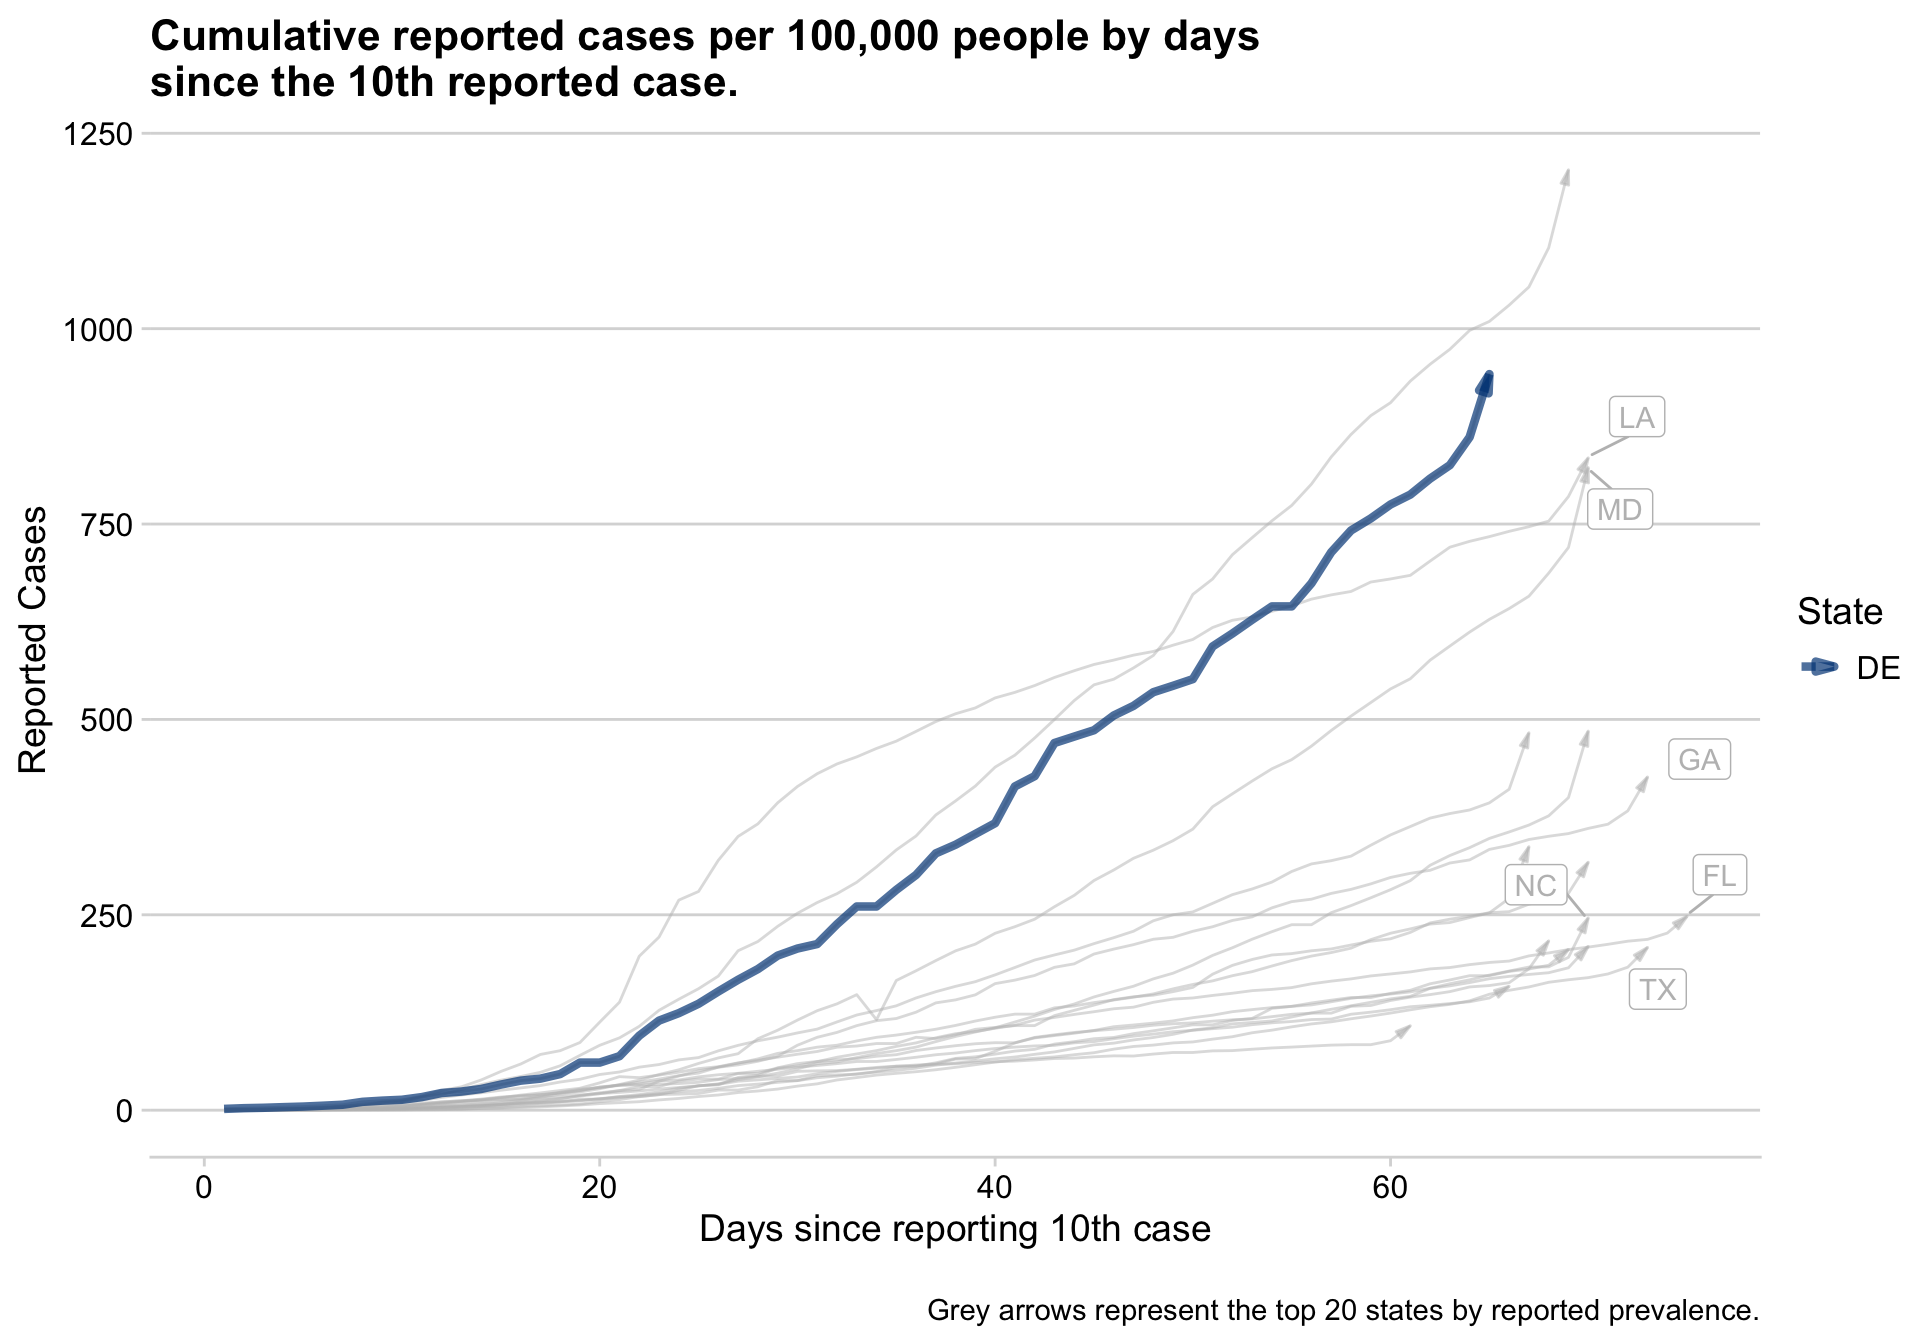 Cumulative reported cases per 100,000 people by days
since the 10th reported case.
1250
1000
750
500
250
0
Reported Cases
LA
MD
GA
NC
FL
TX
State
DE
0 20 40 60
Days since reporting 10th case
Grey arrows represent the top 20 states by reported prevalence.